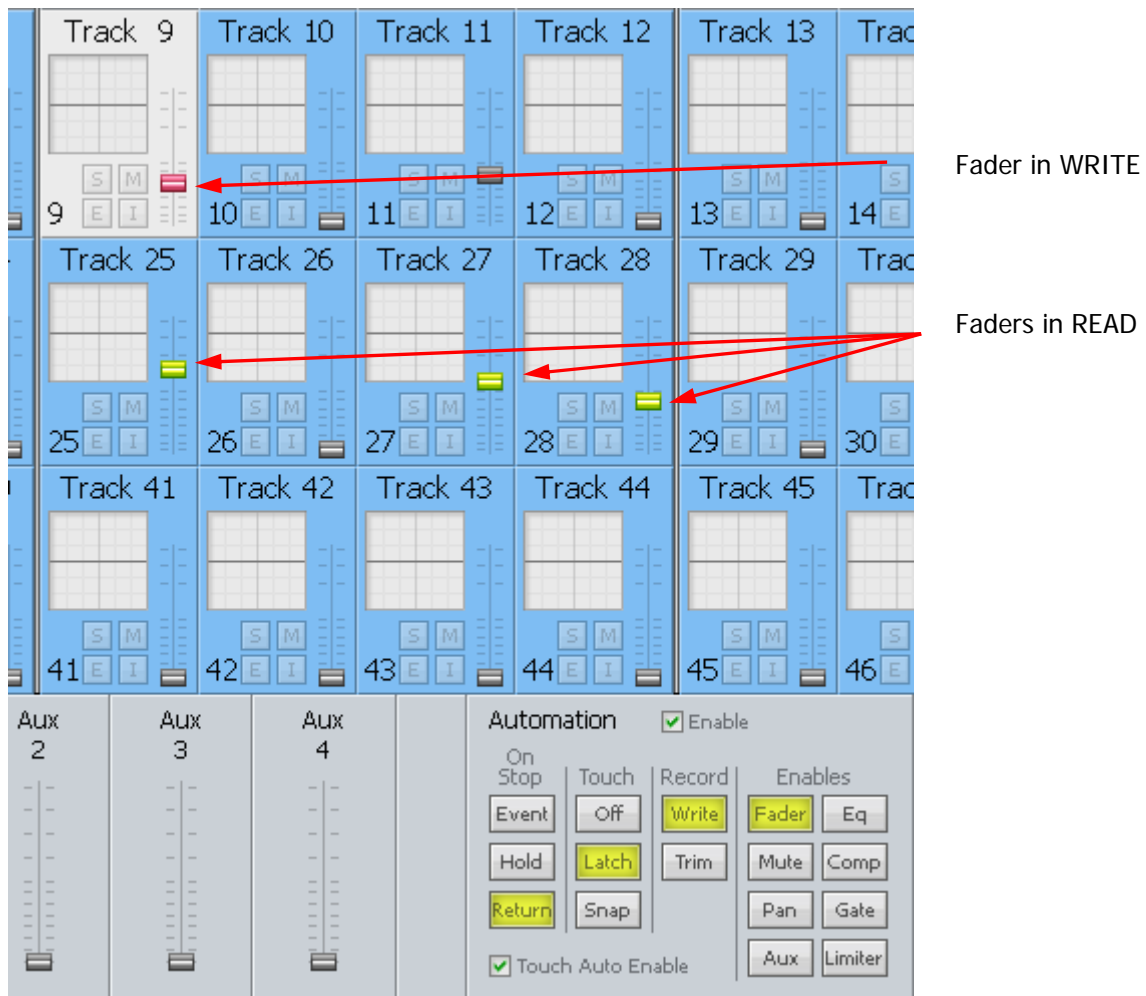 Track 9 Track 10 Track 11 Track 12 Track 13 Trac
S M S M S M S M S M S
9 E I 10 E I 11 E I 12 E I 13 E I 14 E
Fader in WRITE
Track 25 Track 26 Track 27 Track 28 Track 29 Trac
S M S M S M S M S M S
25 E I 26 E I 27 E I 28 E I 29 E I 30 E
Faders in READ
Track 41 Track 42 Track 43 Track 44 Track 45 Trac
S M S M S M S M S M S
41 E I 42 E I 43 E I 44 E I 45 E I 46 E
Aux Aux Aux
2 3 4
Automation Enable
On
Stop Touch Record Enables
Event Off Write Fader Eq
Hold Latch Trim Mute Comp
Return Snap Pan Gate
Touch Auto Enable Aux Limiter